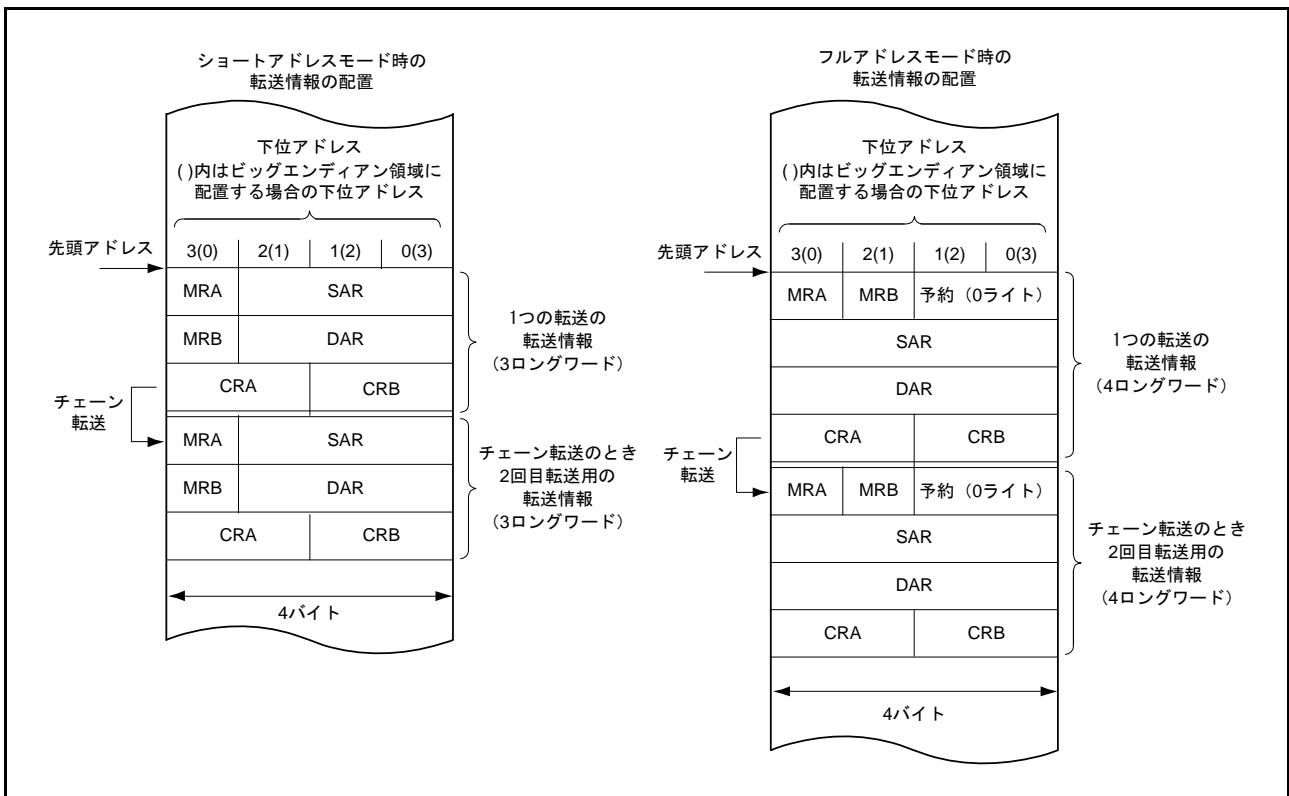 ショートアドレスモード時の
転送情報の配置
下位アドレス
( )内はビッグエンディアン領域に
配置する場合の下位アドレス
先頭アドレス
3(0) 2(1) 1(2) 0(3)
MRA SAR
MRB DAR
CRA CRB
1つの転送の
転送情報
(3ロングワード)
チェーン
転送
MRA SAR
MRB DAR
CRA CRB
チェーン転送のとき
2回目転送用の
転送情報
(3ロングワード)
4バイト
フルアドレスモード時の
転送情報の配置
下位アドレス
( )内はビッグエンディアン領域に
配置する場合の下位アドレス
先頭アドレス
3(0) 2(1) 1(2) 0(3)
MRA MRB 予約(0ライト)
SAR
DAR
CRA CRB
1つの転送の
転送情報
(4ロングワード)
チェーン
転送
MRA MRB 予約(0ライト)
SAR
DAR
CRA CRB
チェーン転送のとき
2回目転送用の
転送情報
(4ロングワード)
4バイト